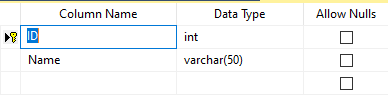 Column Name Data Type Allow Nulls
ID int
Name varchar(50)